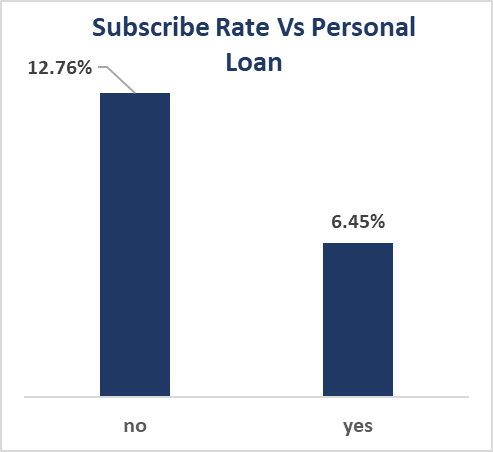 Subscribe Rate Vs Personal
Loan
12.76%
6.45%
no
yes